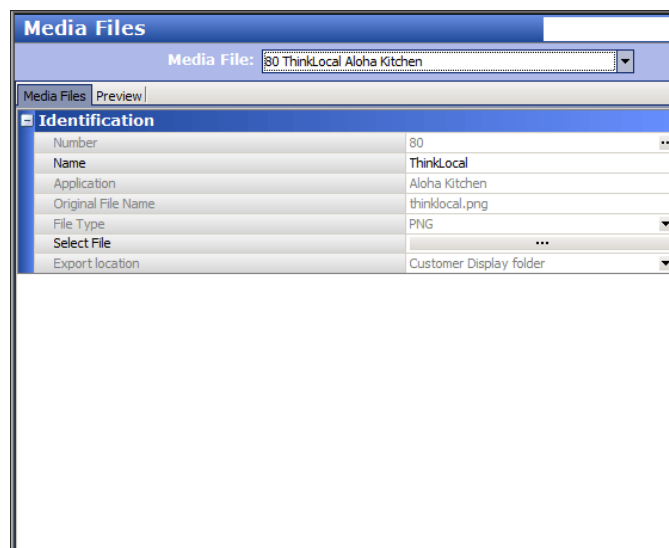 Media Files
Media File: 80 ThinkLocal Aloha Kitchen
Media Files Preview
Identification
Number 80 ...
Name ThinkLocal
Application Aloha Kitchen
Original File Name thinklocal.png
File Type PNG
Select File ...
Export location Customer Display folder